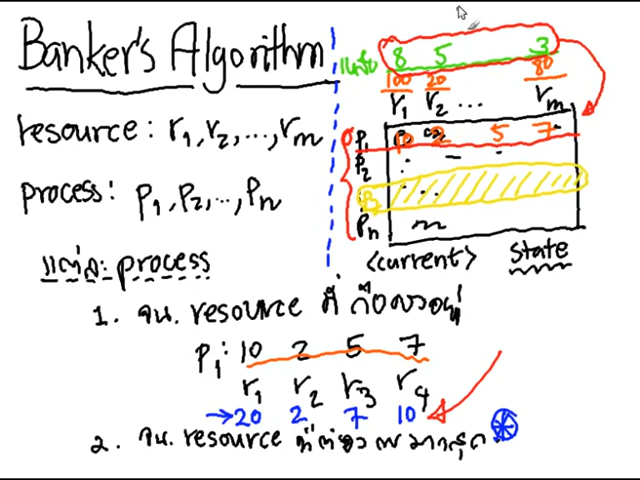 Banker's Algorithm
resource: r1, r2, ..., rm
process: P1, P2, ..., Pn
แต่ละ process
1. จน. resource ที่ถือครองอยู่
P1: 10 2 5 7
r1 r2 r3 r4
→ 20 2 7 10
2. จน. resource ที่ต้องการมากสุด
เหลือ 8 5 3
100 20 80
r1 r2 ... rm
P1 10 2 5 7
P2
Pn
<current> state